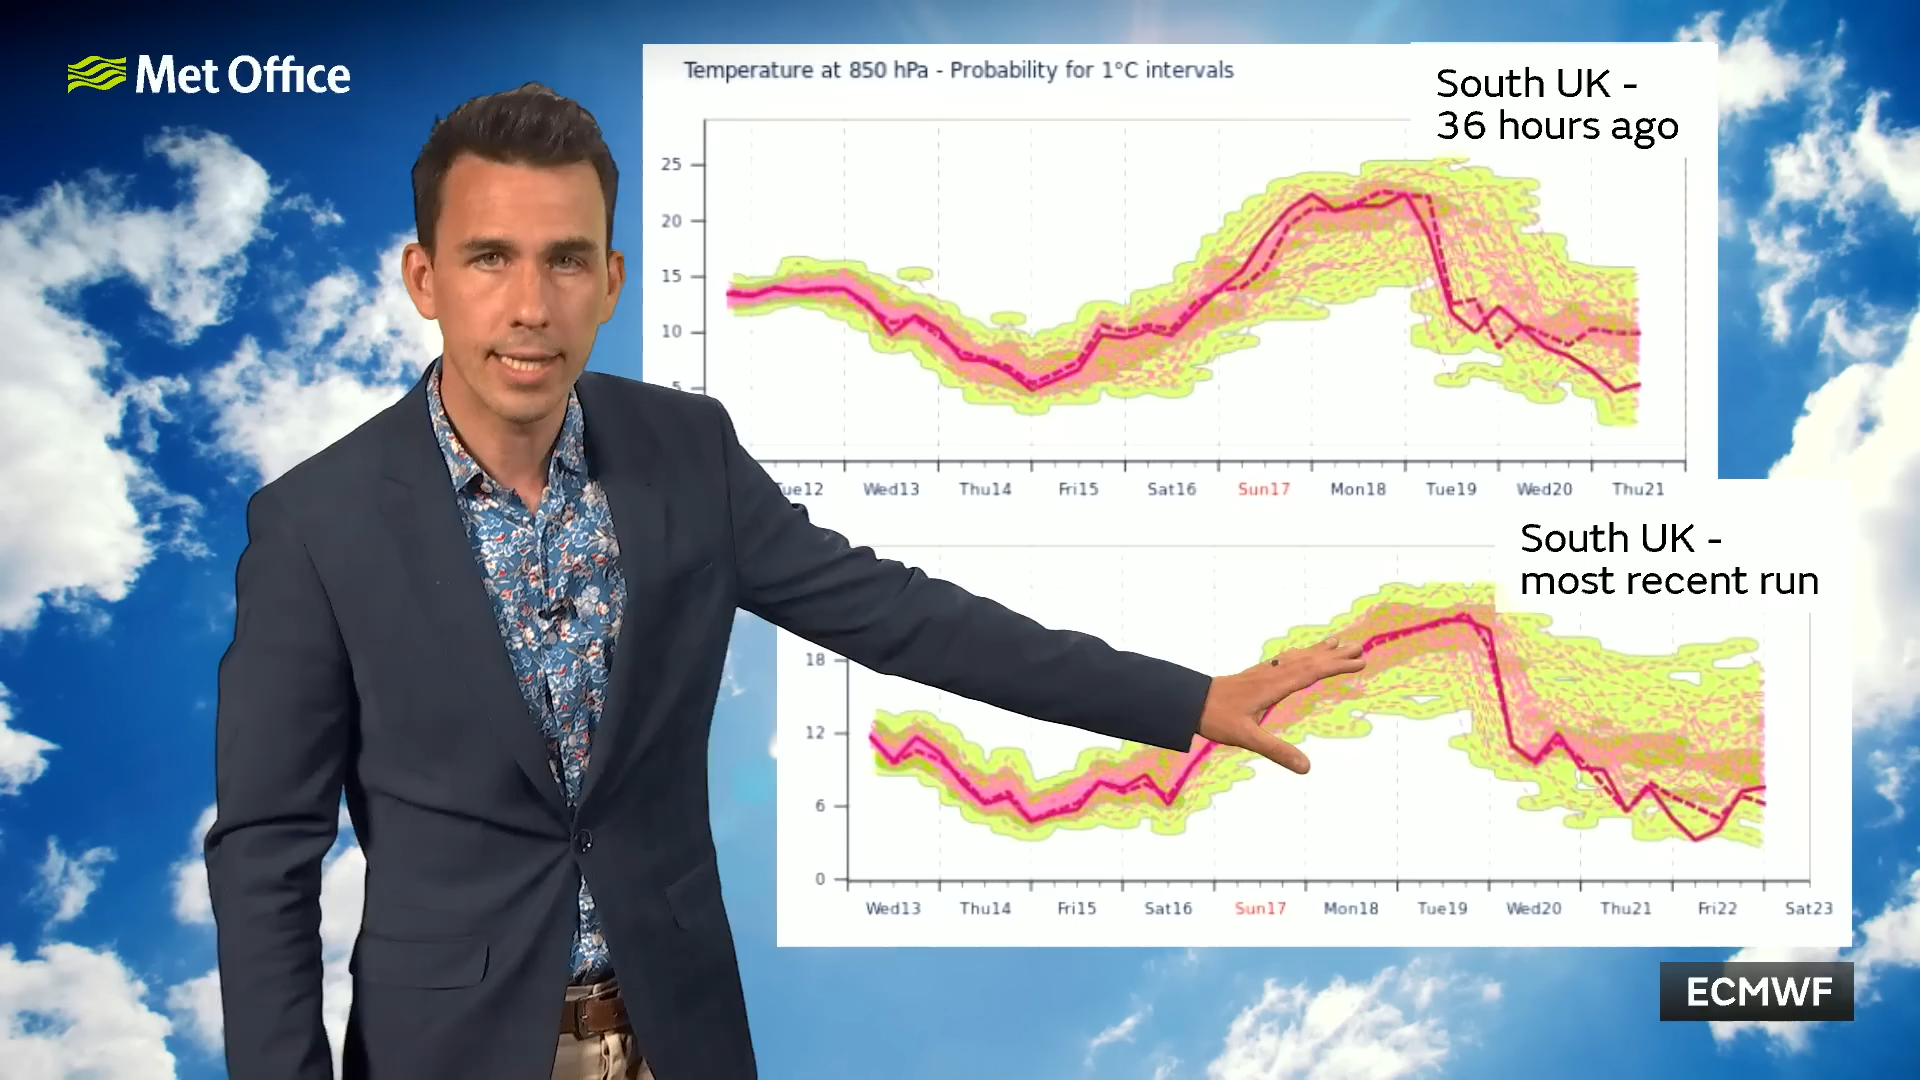 Met Office
Temperature at 850 hPa - Probability for 1°C intervals
South UK -
36 hours ago
25
20
15
10
5
Tue12 Wed13 Thu14 Fri15 Sat16 Sun17 Mon18 Tue19 Wed20 Thu21
South UK -
most recent run
18
12
6
0
Wed13 Thu14 Fri15 Sat16 Sun17 Mon18 Tue19 Wed20 Thu21 Fri22 Sat23
ECMWF